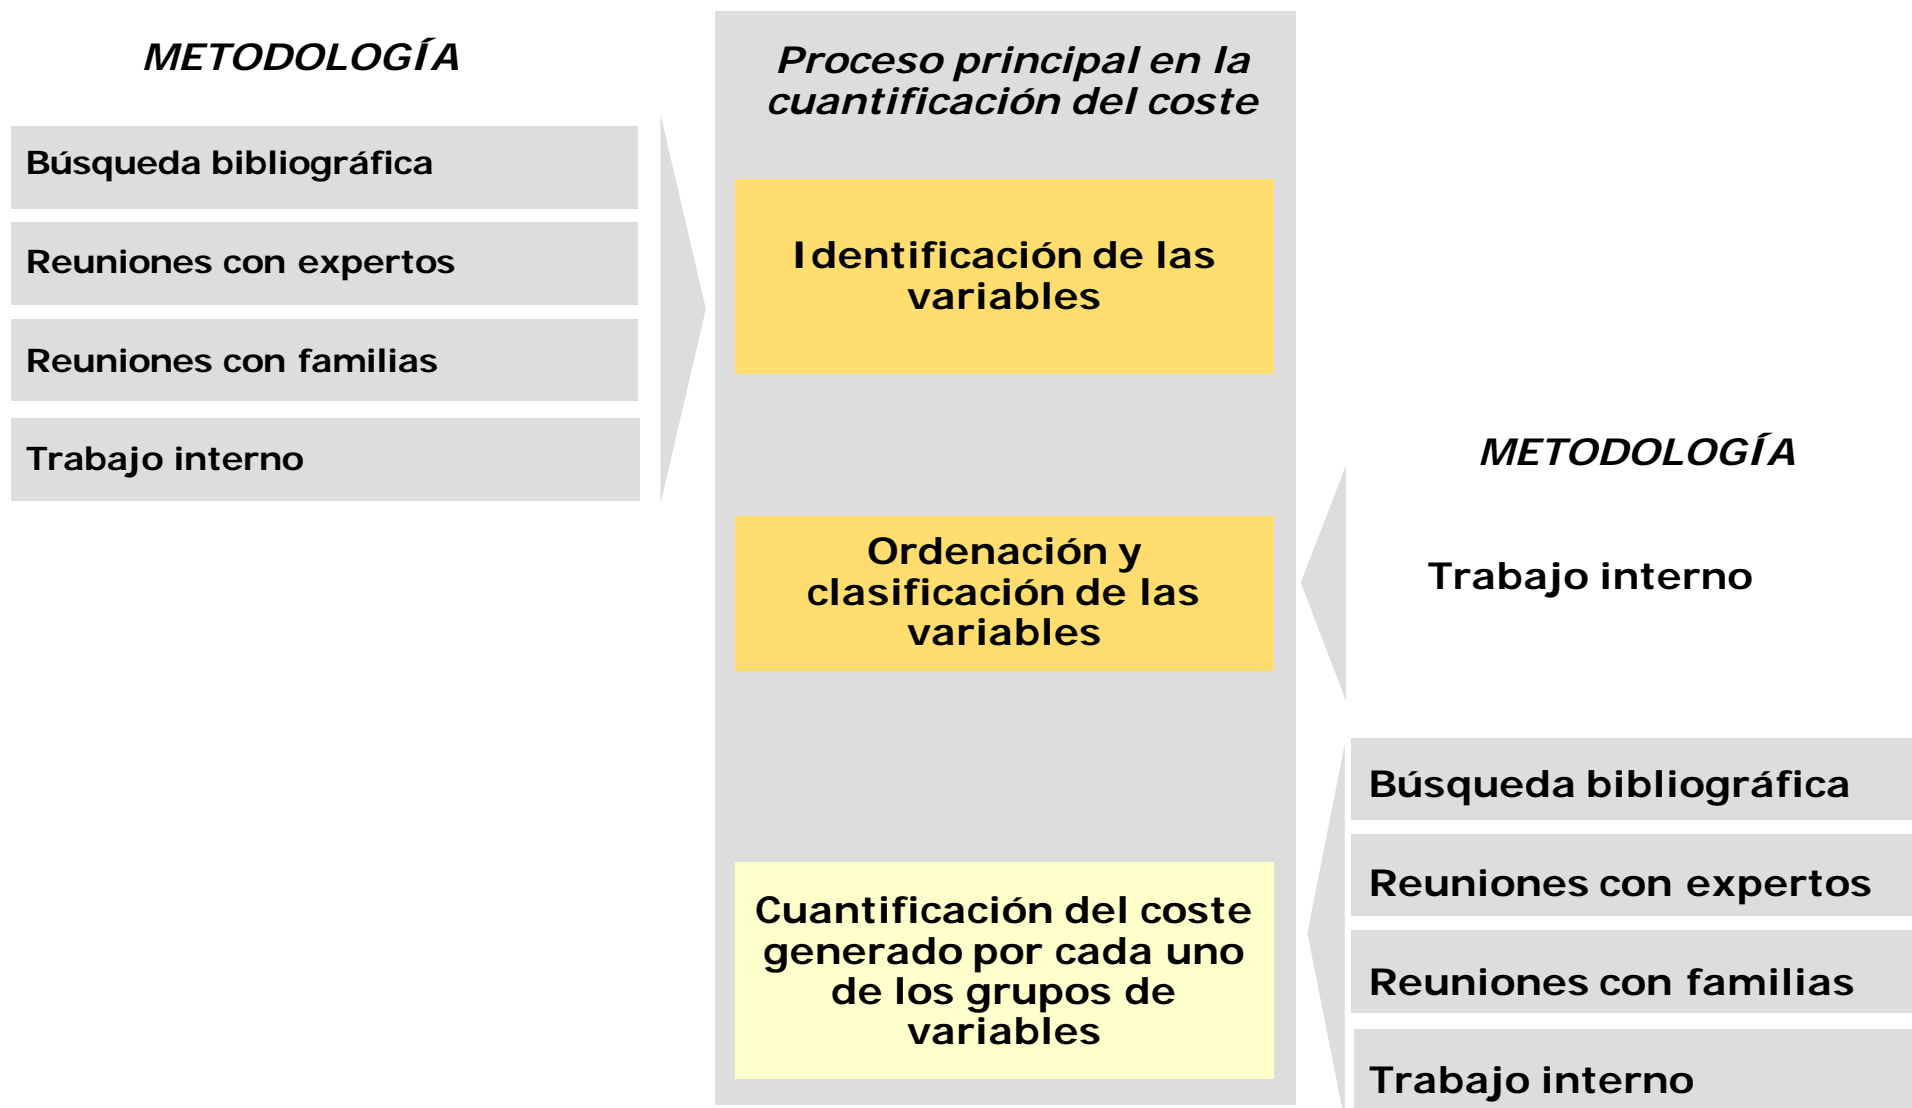 METODOLOGÍA
Búsqueda bibliográfica
Reuniones con expertos
Reuniones con familias
Trabajo interno
Proceso principal en la
cuantificación del coste
Identificación de las
variables
Ordenación y
clasificación de las
variables
Cuantificación del coste
generado por cada uno
de los grupos de
variables
METODOLOGÍA
Trabajo interno
Búsqueda bibliográfica
Reuniones con expertos
Reuniones con familias
Trabajo interno